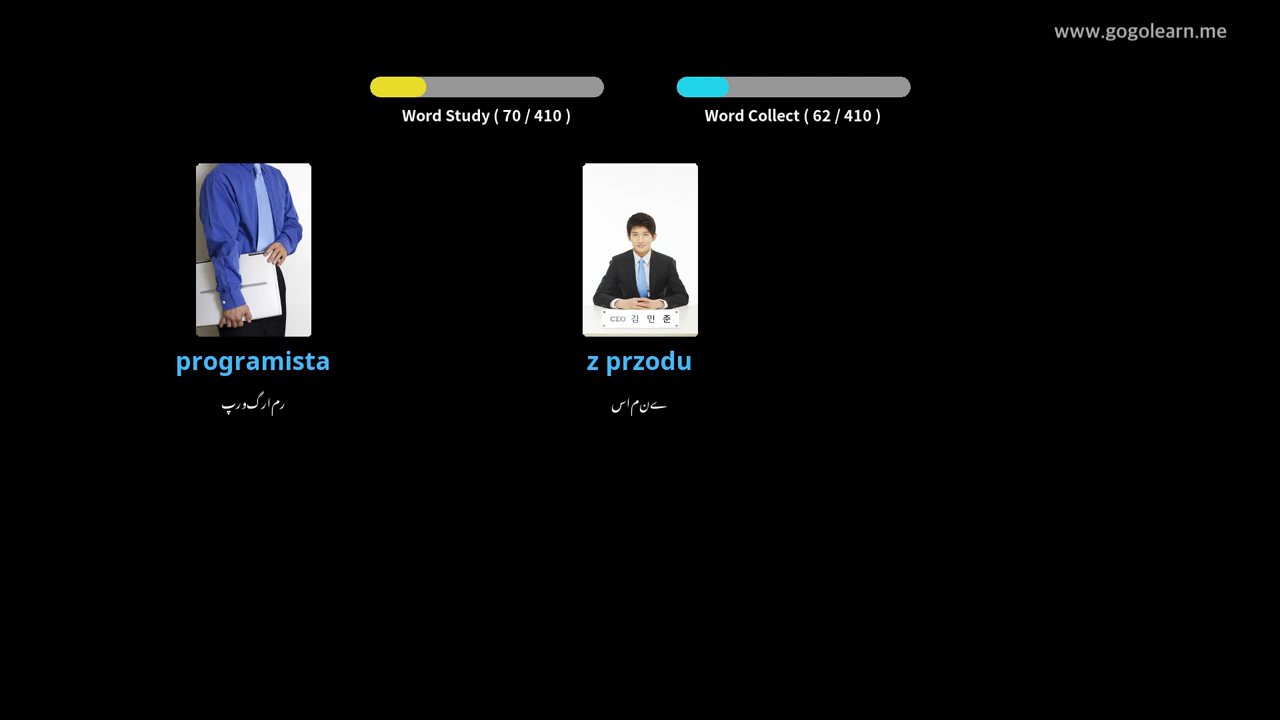 www.gogolearn.me
Word Study ( 70 / 410 )
Word Collect ( 62 / 410 )
CEO 김 민 준
programista
z przodu
پروگرامر
سامنے